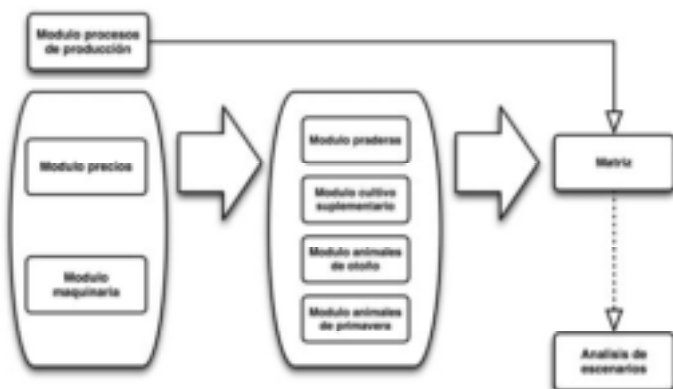 Modulo procesos
de producción
Modulo precios
Modulo
maquinaria
Modulo praderas
Modulo cultivo
suplementario
Modulo animales
de otoño
Modulo animales
de primavera
Matriz
Analisis de
escenarios